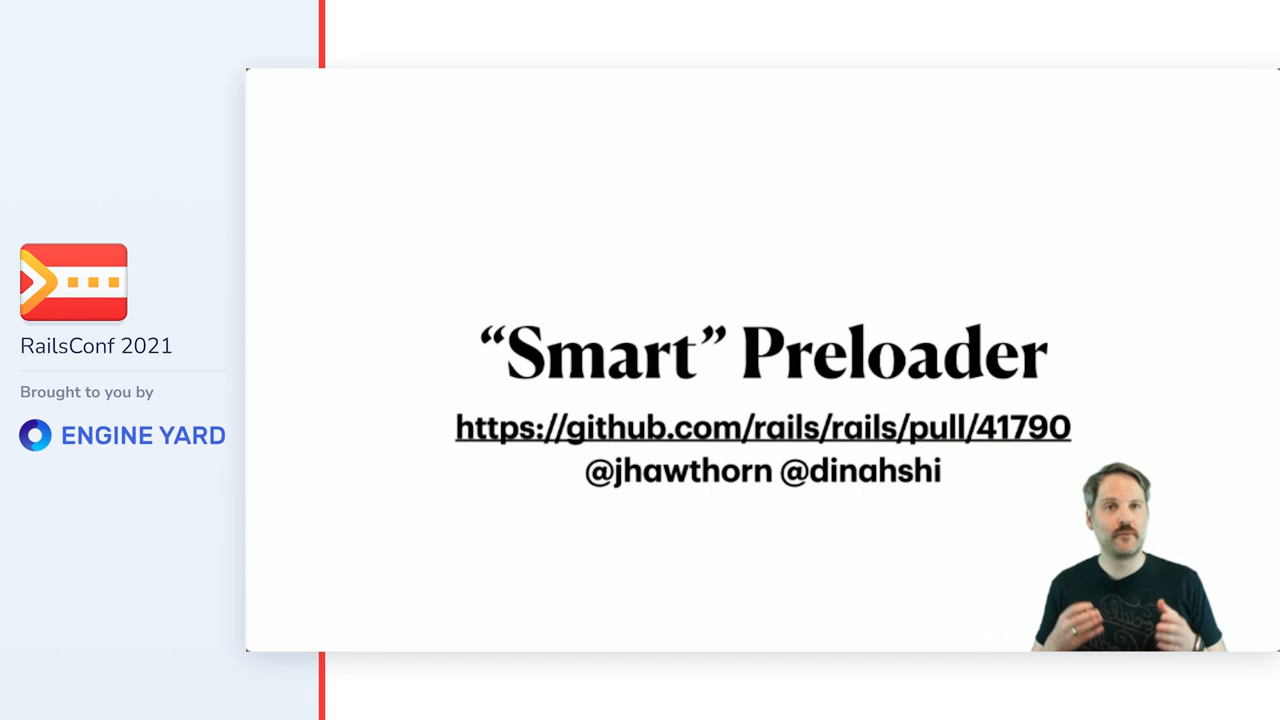 RailsConf 2021
Brought to you by
ENGINE YARD
“Smart” Preloader
https://github.com/rails/rails/pull/41790
@jhawthorn @dinahshi